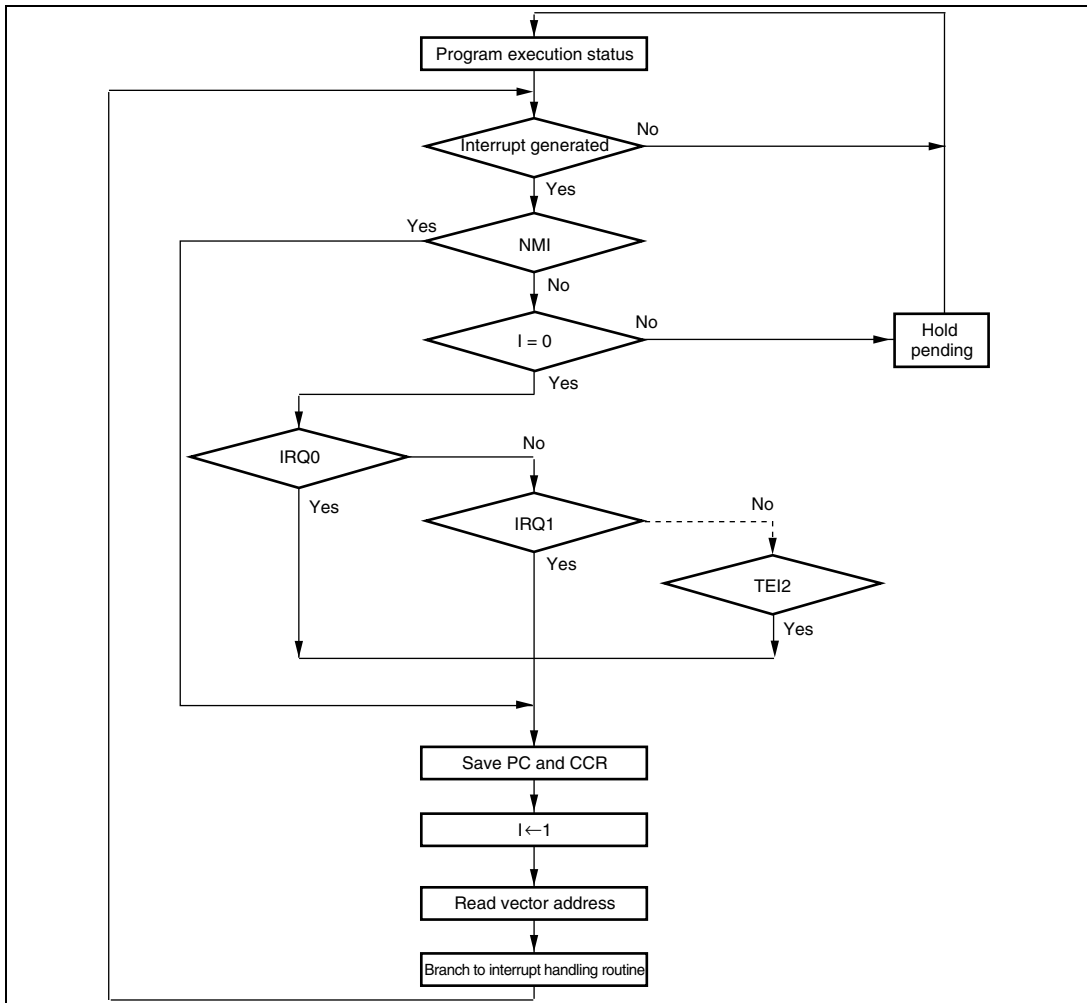 Program execution status
Interrupt generated
No
Yes
Yes
NMI
No
I = 0
No
Hold
pending
Yes
IRQ0
No
Yes
IRQ1
No
Yes
TEI2
Yes
Save PC and CCR
I ←1
Read vector address
Branch to interrupt handling routine